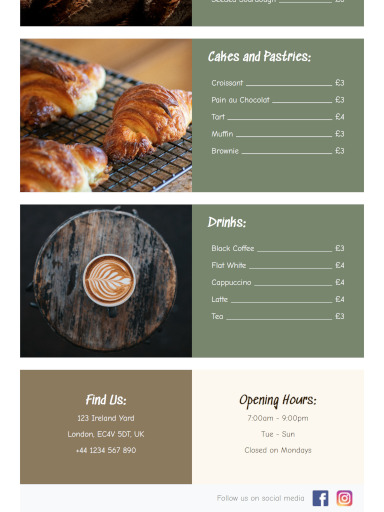 Cakes and Pastries:
Croissant £3
Pain au Chocolat £3
Tart £4
Muffin £3
Brownie £3
Drinks:
Black Coffee £3
Flat White £4
Cappuccino £4
Latte £4
Tea £3
Find Us:
123 Ireland Yard
London, EC4V 5DT, UK
+44 1234 567 890
Opening Hours:
7:00am - 9:00pm
Tue - Sun
Closed on Mondays
Follow us on social media